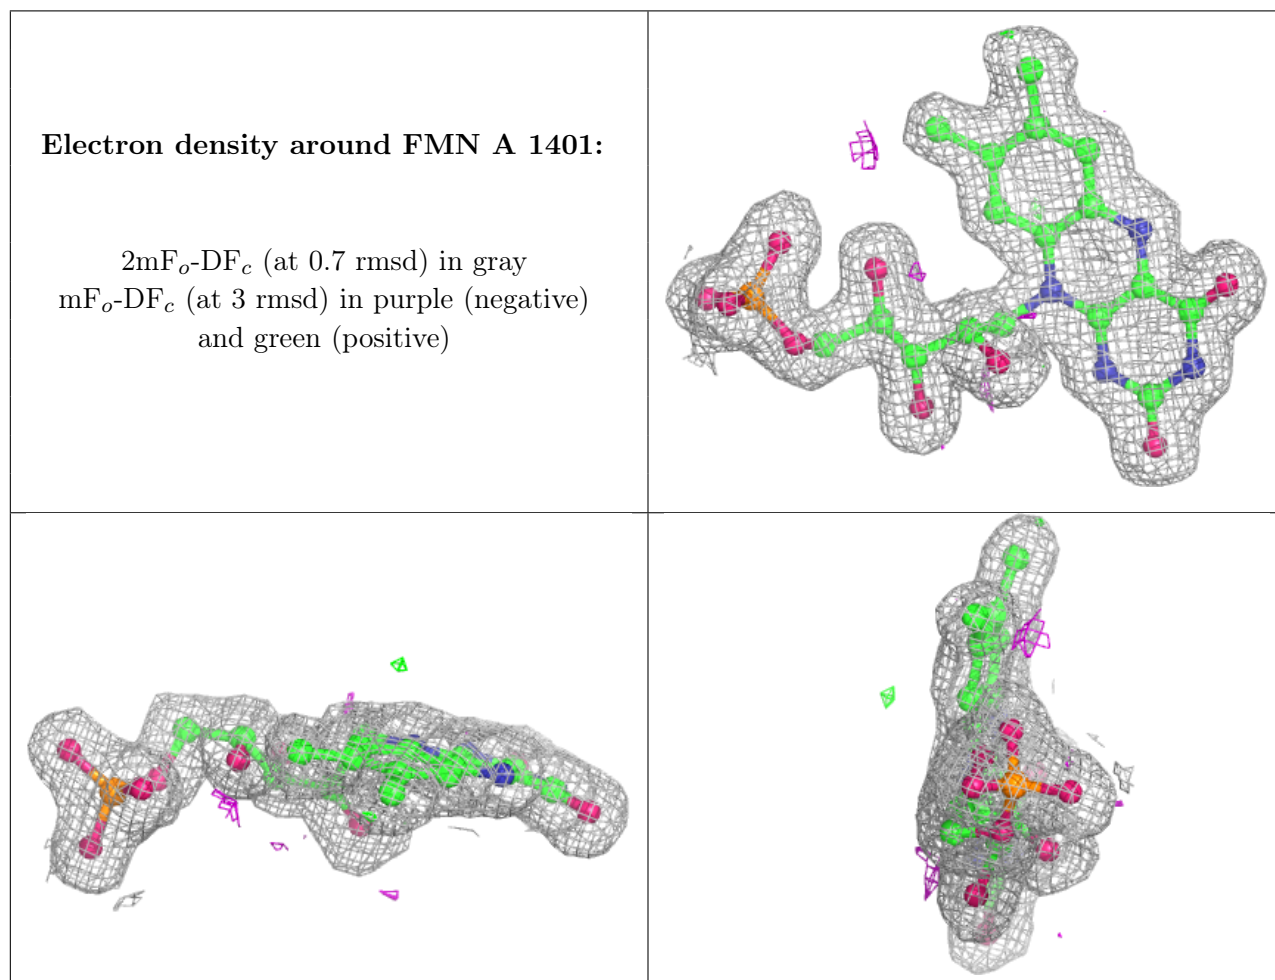 Electron density around FMN A 1401:
2mFo-DFc (at 0.7 rmsd) in gray
mFo-DFc (at 3 rmsd) in purple (negative)
and green (positive)